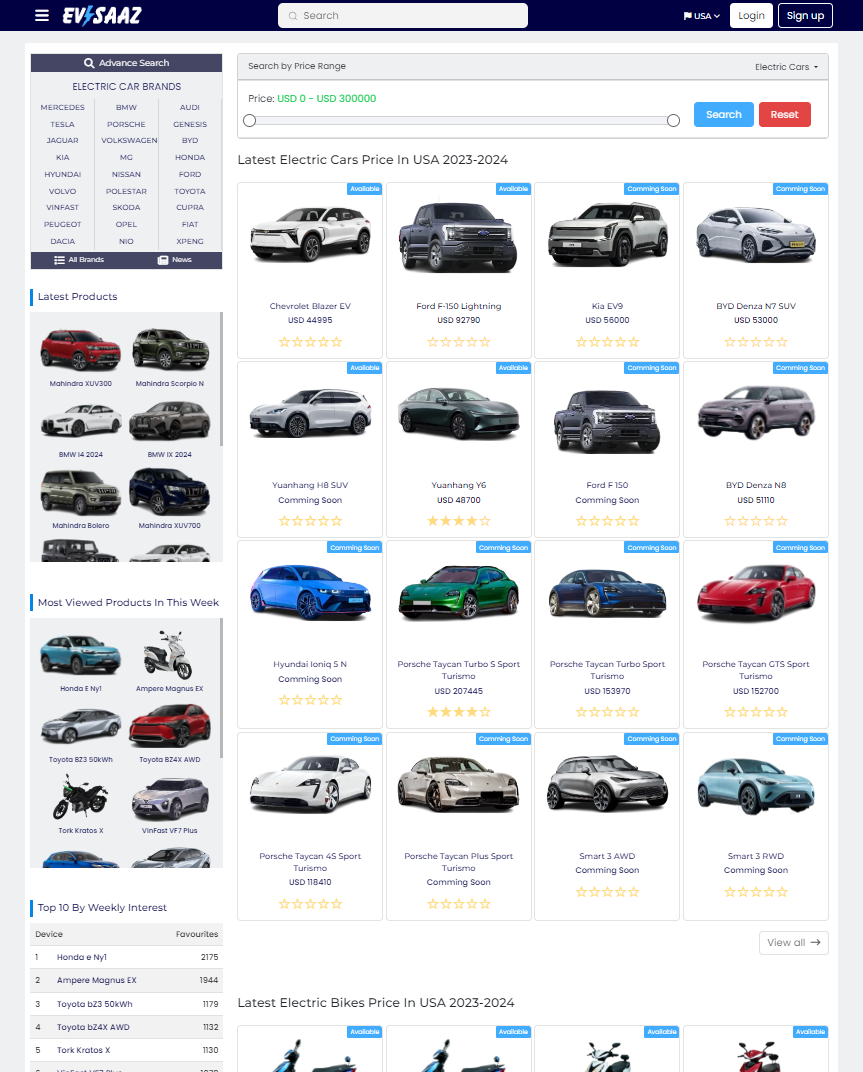 EVSAAZ
Search
USA
Login
Sign up
Advance Search
ELECTRIC CAR BRANDS
MERCEDES BMW AUDI
TESLA PORSCHE GENESIS
JAGUAR VOLKSWAGEN BYD
KIA MG HONDA
HYUNDAI NISSAN FORD
VOLVO POLESTAR TOYOTA
VINFAST SKODA CUPRA
PEUGEOT OPEL FIAT
DACIA NIO XPENG
All Brands News
Latest Products
Mahindra XUV300 Mahindra Scorpio N
BMW I4 2024 BMW IX 2024
Mahindra Bolero Mahindra XUV700
Most Viewed Products In This Week
Honda E Ny1 Ampere Magnus EX
Toyota BZ3 50kWh Toyota BZ4X AWD
Tork Kratos X VinFast VF7 Plus
Top 10 By Weekly Interest
Device Favourites
1 Honda e Ny1 2175
2 Ampere Magnus EX 1944
3 Toyota bZ3 50kWh 1179
4 Toyota bZ4X AWD 1132
5 Tork Kratos X 1130
Search by Price Range Electric Cars
Price: USD 0 - USD 300000
Search Reset
Latest Electric Cars Price In USA 2023-2024
Available Available Comming Soon Comming Soon
Chevrolet Blazer EV Ford F-150 Lightning Kia EV9 BYD Denza N7 SUV
USD 44995 USD 92790 USD 56000 USD 53000
Available Available Comming Soon Comming Soon
Yuanhang H8 SUV Yuanhang Y6 Ford F 150 BYD Denza N8
Comming Soon USD 48700 Comming Soon USD 51110
Comming Soon Comming Soon Comming Soon Comming Soon
Hyundai Ioniq 5 N Porsche Taycan Turbo S Sport Porsche Taycan Turbo Sport Porsche Taycan GTS Sport
Comming Soon Turismo Turismo Turismo
USD 207445 USD 153970 USD 152700
Comming Soon Comming Soon Comming Soon Comming Soon
Porsche Taycan 4S Sport Porsche Taycan Plus Sport Smart 3 AWD Smart 3 RWD
Turismo Turismo Comming Soon Comming Soon
USD 118410 Comming Soon
View all
Latest Electric Bikes Price In USA 2023-2024
Available Available Available Available